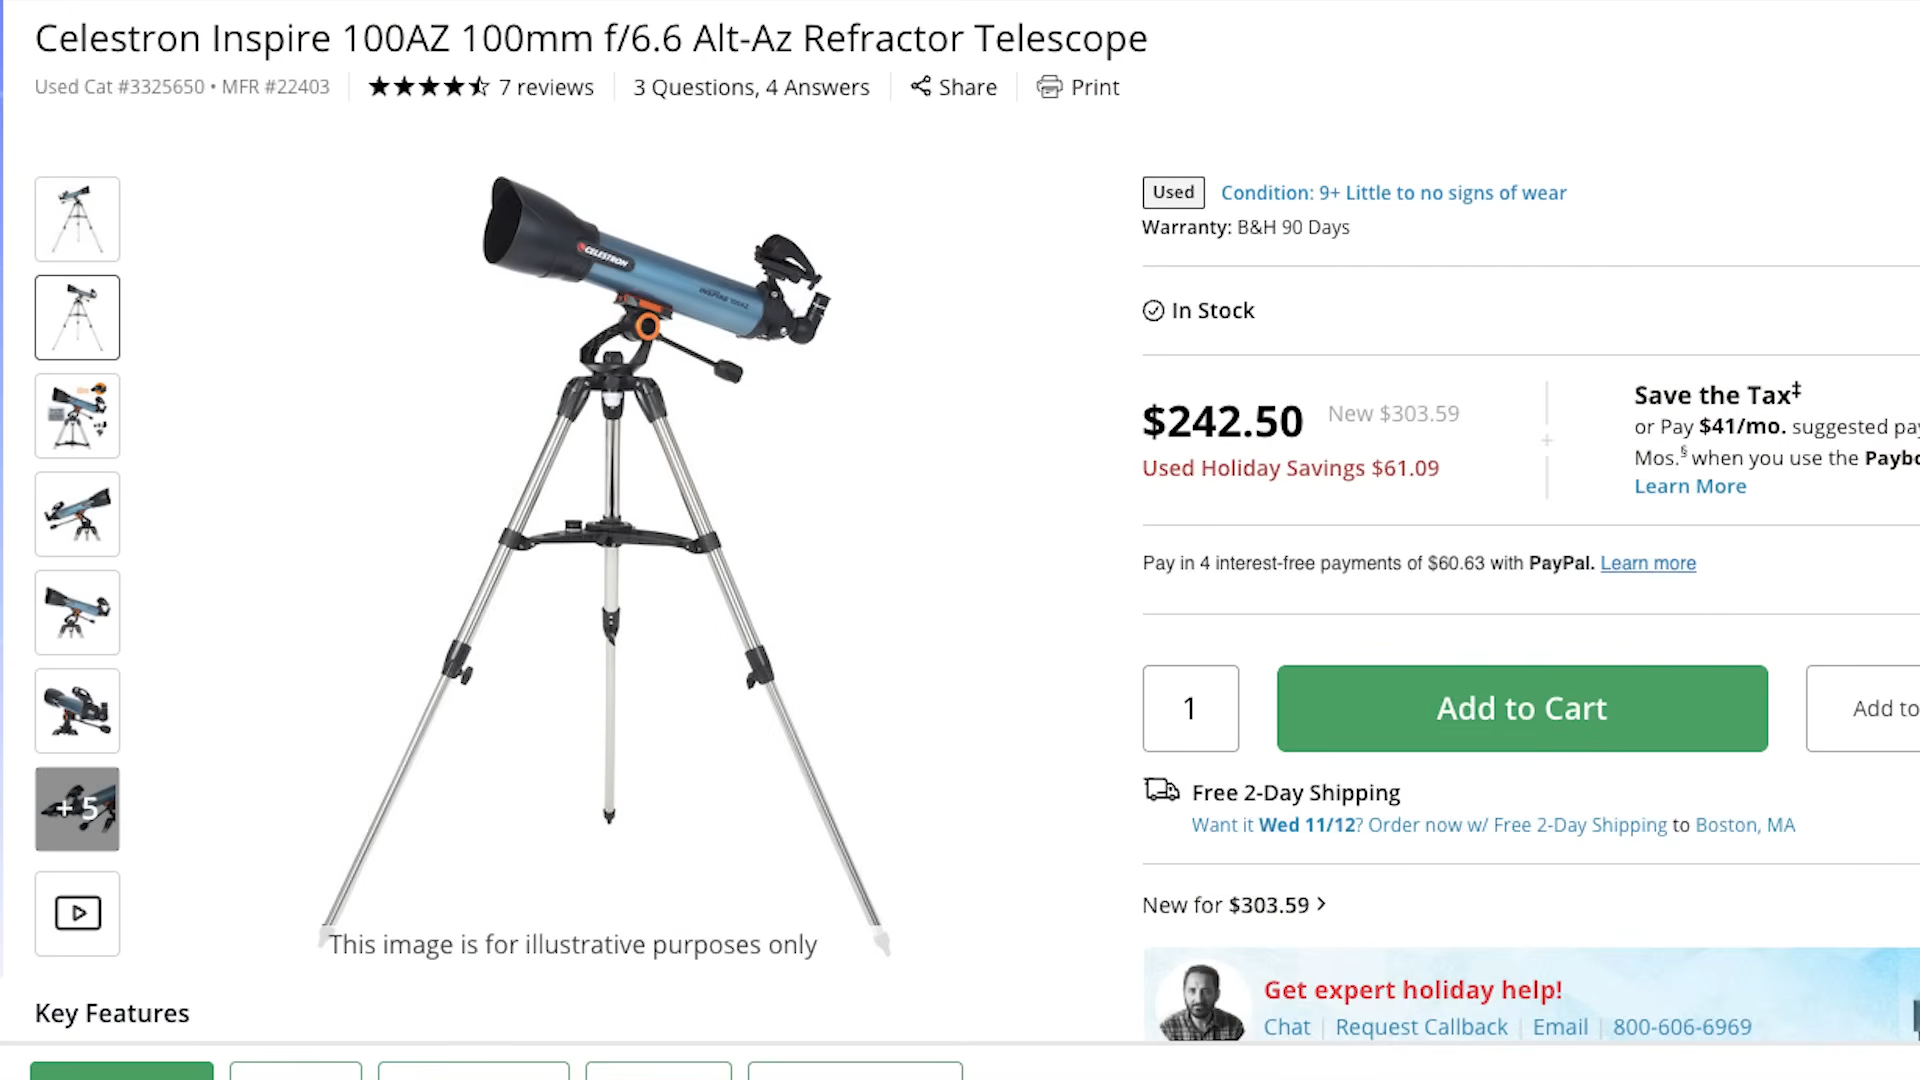 Celestron Inspire 100AZ 100mm f/6.6 Alt-Az Refractor Telescope
Used Cat #3325650 • MFR #22403
7 reviews
3 Questions, 4 Answers
Share
Print
CELESTRON
INSPIRE 100AZ
+ 5
This image is for illustrative purposes only
Key Features
Used
Condition: 9+ Little to no signs of wear
Warranty: B&H 90 Days
In Stock
$242.50 New $303.59
Used Holiday Savings $61.09
+
Save the Tax‡
or Pay $41/mo. suggested
Mos.§ when you use the
Learn More
Pay in 4 interest-free payments of $60.63 with PayPal. Learn more
1
Add to Cart
Add to
Free 2-Day Shipping
Want it Wed 11/12? Order now w/ Free 2-Day Shipping to Boston, MA
New for $303.59 >
Get expert holiday help!
Chat | Request Callback | Email | 800-606-6969